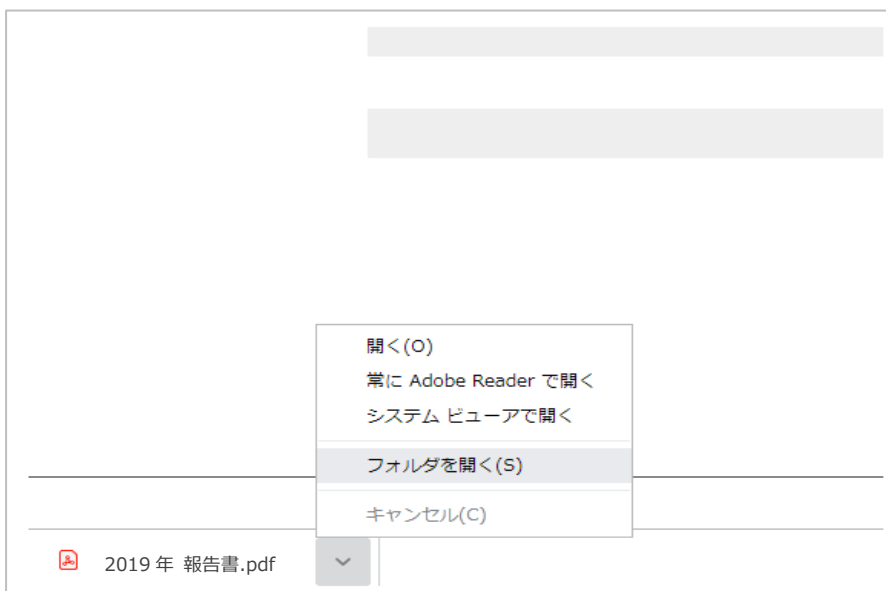 開く(O)
常に Adobe Reader で開く
システム ビューアで開く
フォルダを開く(S)
キャンセル(C)
2019 年 報告書.pdf